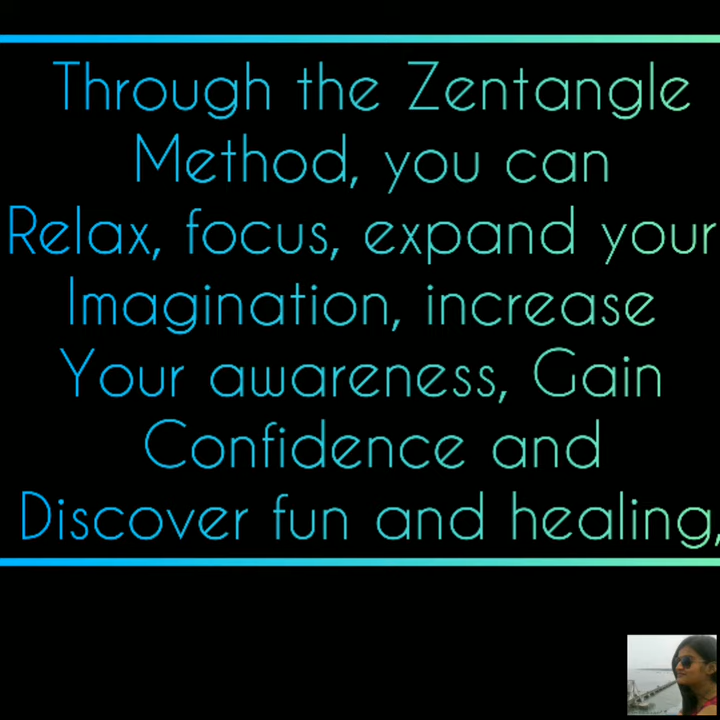 Through the Zentangle
Method, you can
Relax, focus, expand your
Imagination, increase
Your awareness, Gain
Confidence and
Discover fun and healing,